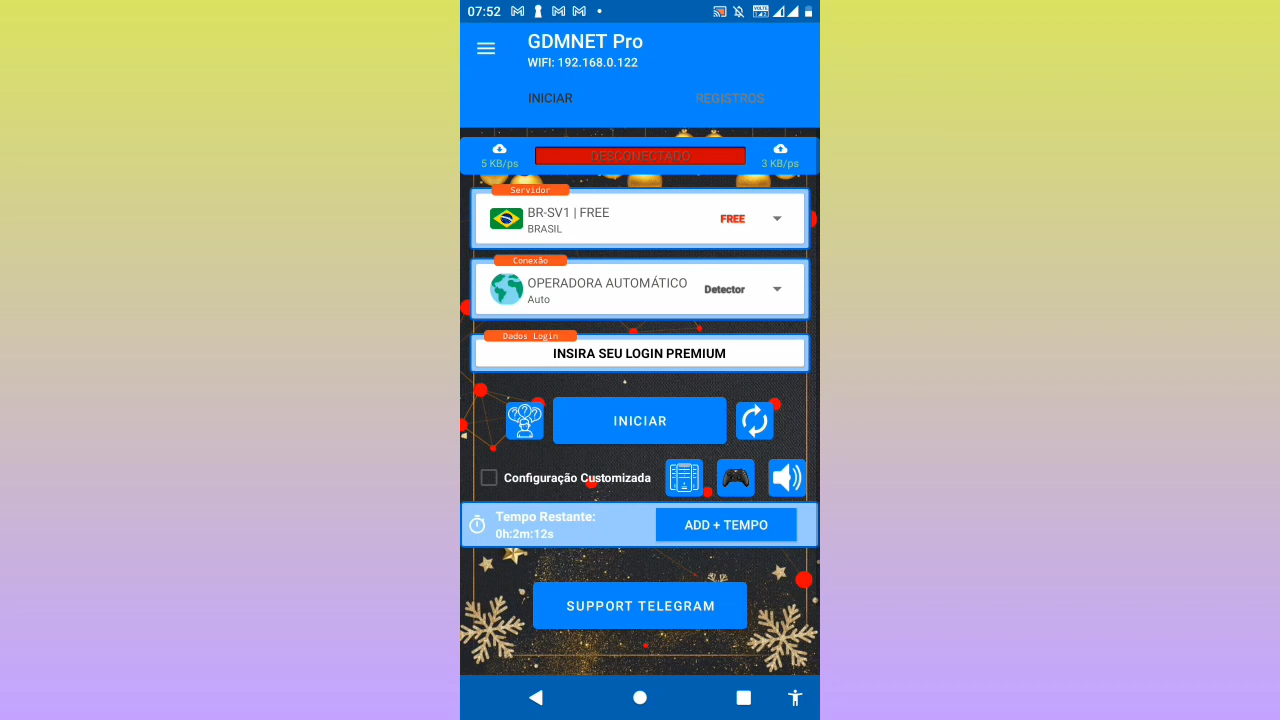 07:52
GDMNET Pro
WIFI: 192.168.0.122
INICIAR REGISTROS
5 KB/ps DESCONECTADO 3 KB/ps
Servidor
BR-SV1 | FREE FREE
BRASIL
Conexão
OPERADORA AUTOMÁTICO Detector
Auto
Dados Login
INSIRA SEU LOGIN PREMIUM
INICIAR
Configuração Customizada
Tempo Restante:
0h:2m:12s
ADD + TEMPO
SUPPORT TELEGRAM